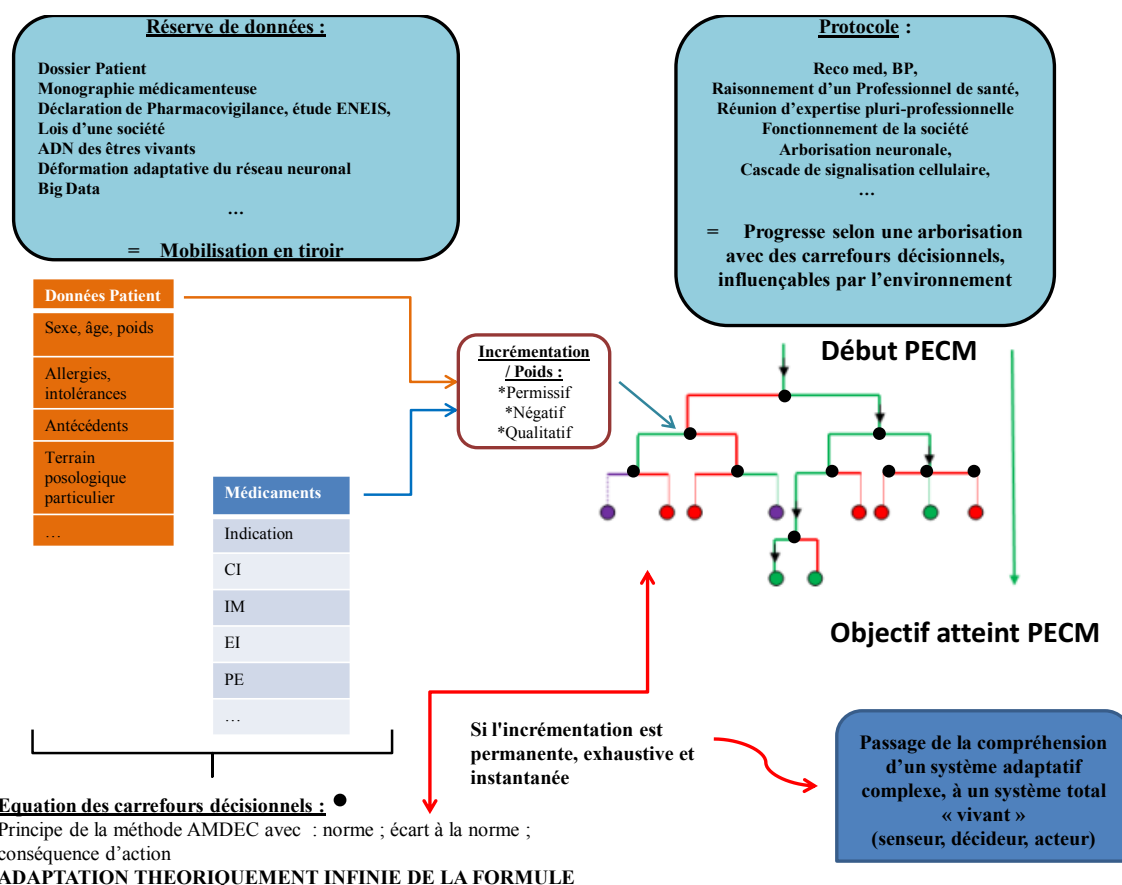 Réserve de données :
Dossier Patient
Monographie médicamenteuse
Déclaration de Pharmacovigilance, étude ENEIS,
Lois d'une société
ADN des êtres vivants
Déformation adaptative du réseau neuronal
Big Data
…
= Mobilisation en tiroir
Protocole :
Reco med, BP,
Raisonnement d'un Professionnel de santé,
Réunion d'expertise pluri-professionnelle
Fonctionnement de la société
Arborisation neuronale,
Cascade de signalisation cellulaire,
…
= Progresse selon une arborisation
avec des carrefours décisionnels,
influençables par l'environnement
Données Patient
Sexe, âge, poids
Allergies,
intolérances
Antécédents
Terrain
posologique
particulier
…
Médicaments
Indication
CI
IM
EI
PE
…
Incrémentation
/ Poids :
*Permissif
*Négatif
*Qualitatif
Début PECM
Objectif atteint PECM
Si l'incrémentation est
permanente, exhaustive et
instantanée
Passage de la compréhension
d'un système adaptatif
complexe, à un système total
« vivant »
(senseur, décideur, acteur)
Equation des carrefours décisionnels :
Principe de la méthode AMDEC avec : norme ; écart à la norme ;
conséquence d'action
ADAPTATION THEORIQUEMENT INFINIE DE LA FORMULE